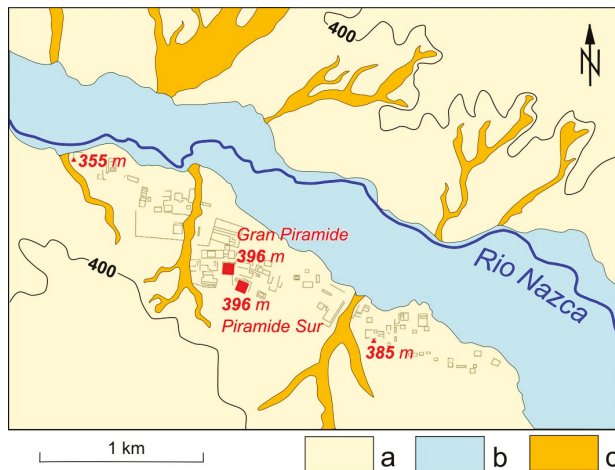 400
N
355 m
Gran Piramide
396 m
400
396 m
Piramide Sur
385 m
Rio Nazca
1 km
a
b
c